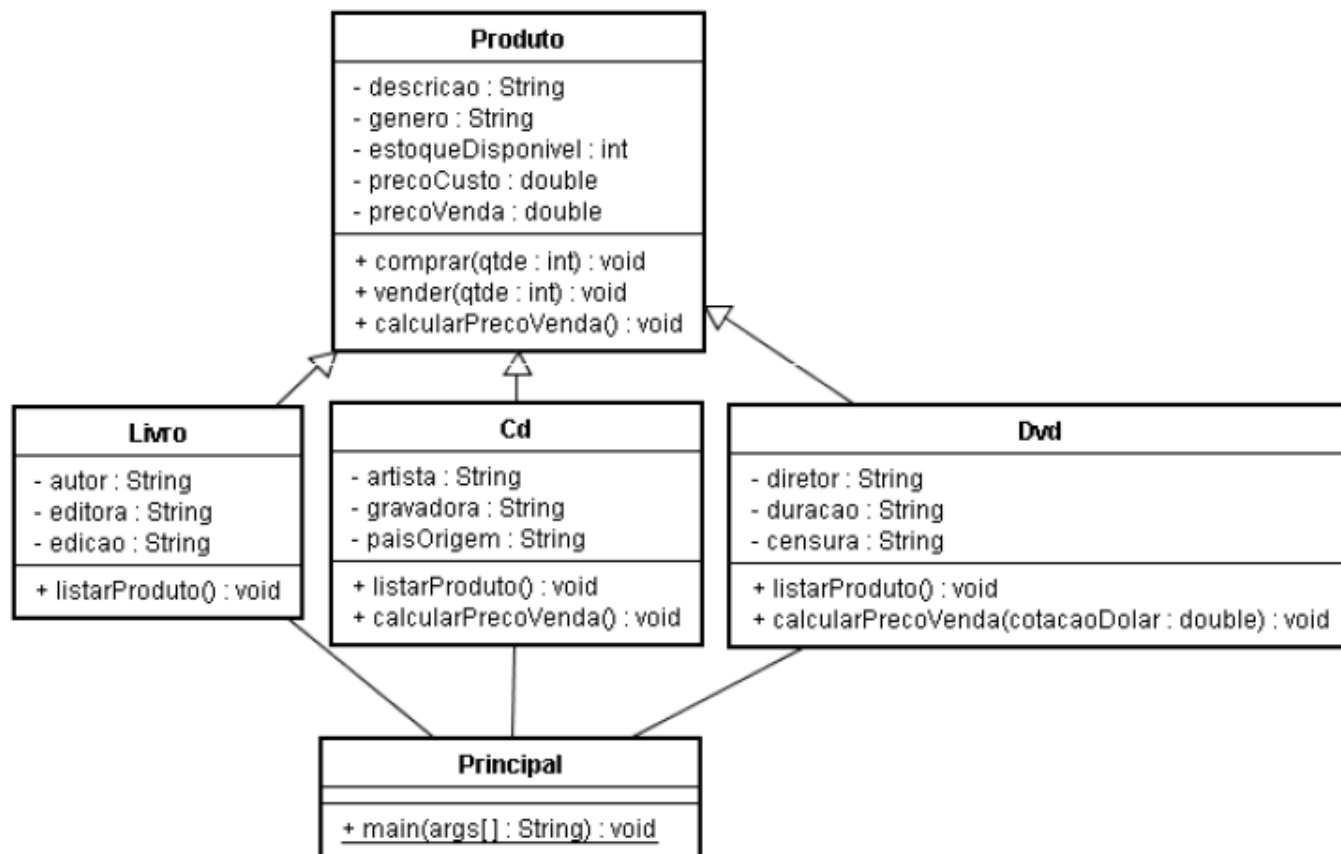 Produto
- descricao : String
- genero : String
- estoqueDisponivel : int
- precoCusto : double
- precoVenda : double
+ comprar(qtde : int) : void
+ vender(qtde : int) : void
+ calcularPrecoVenda() : void
Livro
- autor : String
- editora : String
- edicao : String
+ listarProduto() : void
Cd
- artista : String
- gravadora : String
- paisOrigem : String
+ listarProduto() : void
+ calcularPrecoVenda() : void
Dvd
- diretor : String
- duracao : String
- censura : String
+ listarProduto() : void
+ calcularPrecoVenda(cotacaoDolar : double) : void
Principal
+ main(args[] : String) : void